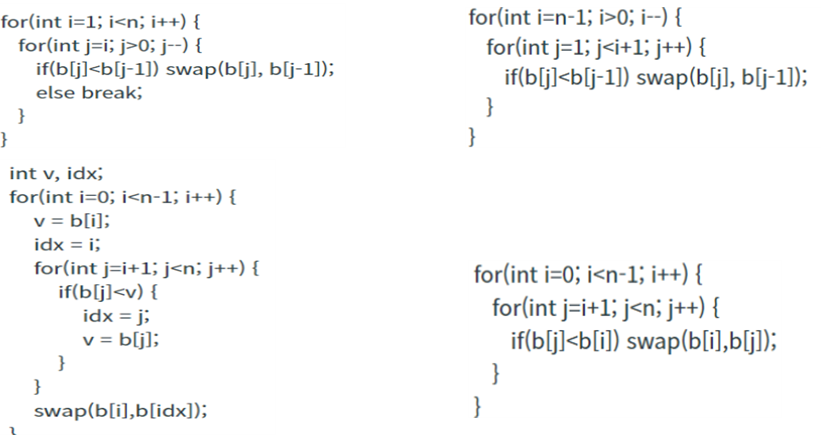 for(int i=1; i<n; i++) {
for(int j=i; j>0; j--) {
if(b[j]<b[j-1]) swap(b[j], b[j-1]);
else break;
}
}
for(int i=n-1; i>0; i--) {
for(int j=1; j<i+1; j++) {
if(b[j]<b[j-1]) swap(b[j], b[j-1]);
}
}
int v, idx;
for(int i=0; i<n-1; i++) {
v = b[i];
idx = i;
for(int j=i+1; j<n; j++) {
if(b[j]<v) {
idx = j;
v = b[j];
}
}
swap(b[i],b[idx]);
}
for(int i=0; i<n-1; i++) {
for(int j=i+1; j<n; j++) {
if(b[j]<b[i]) swap(b[i],b[j]);
}
}